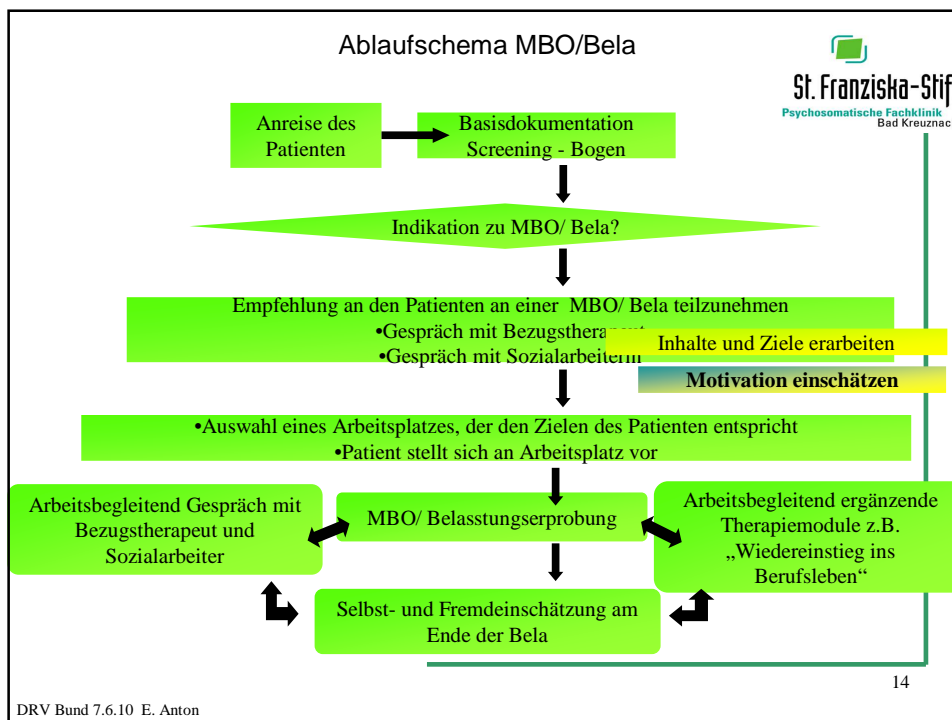 Ablaufschema MBO/Bela
St. Franziska-Stif
Psychosomatische Fachklinik
Bad Kreuznac
Anreise des
Patienten
Basisdokumentation
Screening - Bogen
Indikation zu MBO/ Bela?
Empfehlung an den Patienten an einer MBO/ Bela teilzunehmen
•Gespräch mit Bezugstherapeut
•Gespräch mit Sozialarbeiterin
Inhalte und Ziele erarbeiten
Motivation einschätzen
•Auswahl eines Arbeitsplatzes, der den Zielen des Patienten entspricht
•Patient stellt sich an Arbeitsplatz vor
Arbeitsbegleitend Gespräch mit
Bezugstherapeut und
Sozialarbeiter
MBO/ Belasstungserprobung
Arbeitsbegleitend ergänzende
Therapiemodule z.B.
„Wiedereinstieg ins
Berufsleben“
Selbst- und Fremdeinschätzung am
Ende der Bela
14
DRV Bund 7.6.10 E. Anton